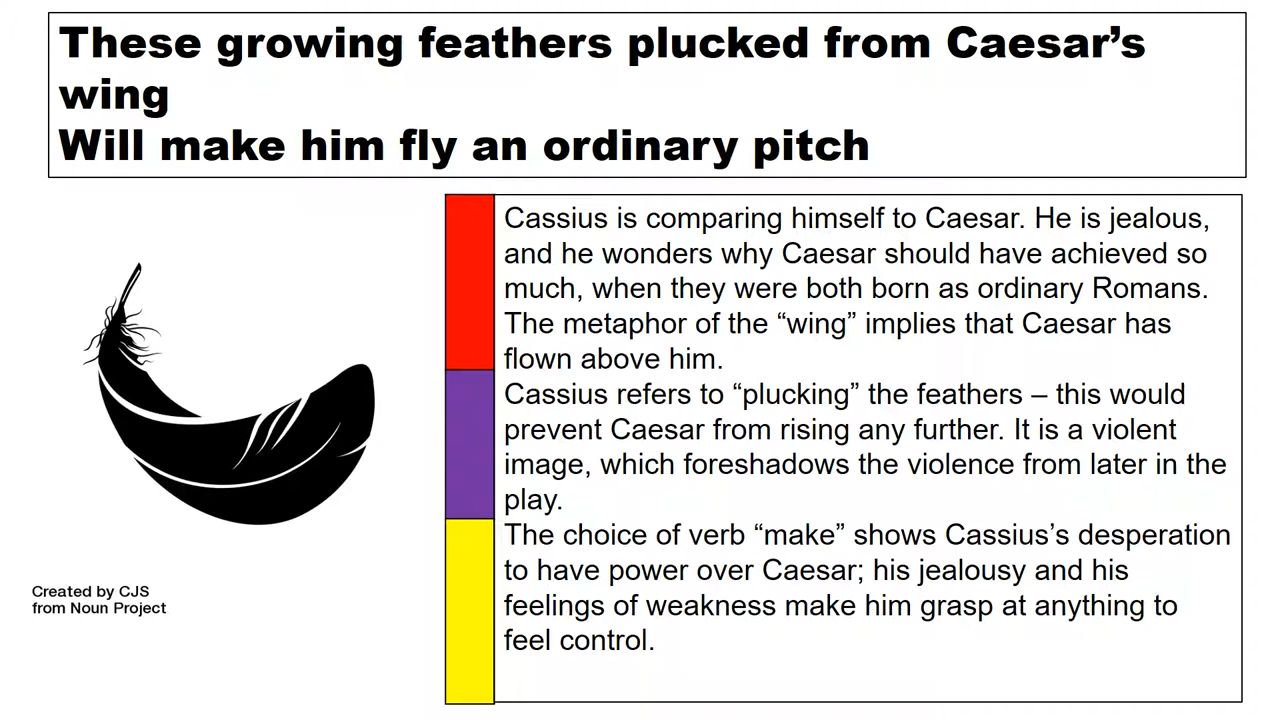 These growing feathers plucked from Caesar’s
wing
Will make him fly an ordinary pitch
Cassius is comparing himself to Caesar. He is jealous,
and he wonders why Caesar should have achieved so
much, when they were both born as ordinary Romans.
The metaphor of the “wing” implies that Caesar has
flown above him.
Cassius refers to “plucking” the feathers – this would
prevent Caesar from rising any further. It is a violent
image, which foreshadows the violence from later in the
play.
The choice of verb “make” shows Cassius’s desperation
to have power over Caesar; his jealousy and his
feelings of weakness make him grasp at anything to
feel control.
Created by CJS
from Noun Project